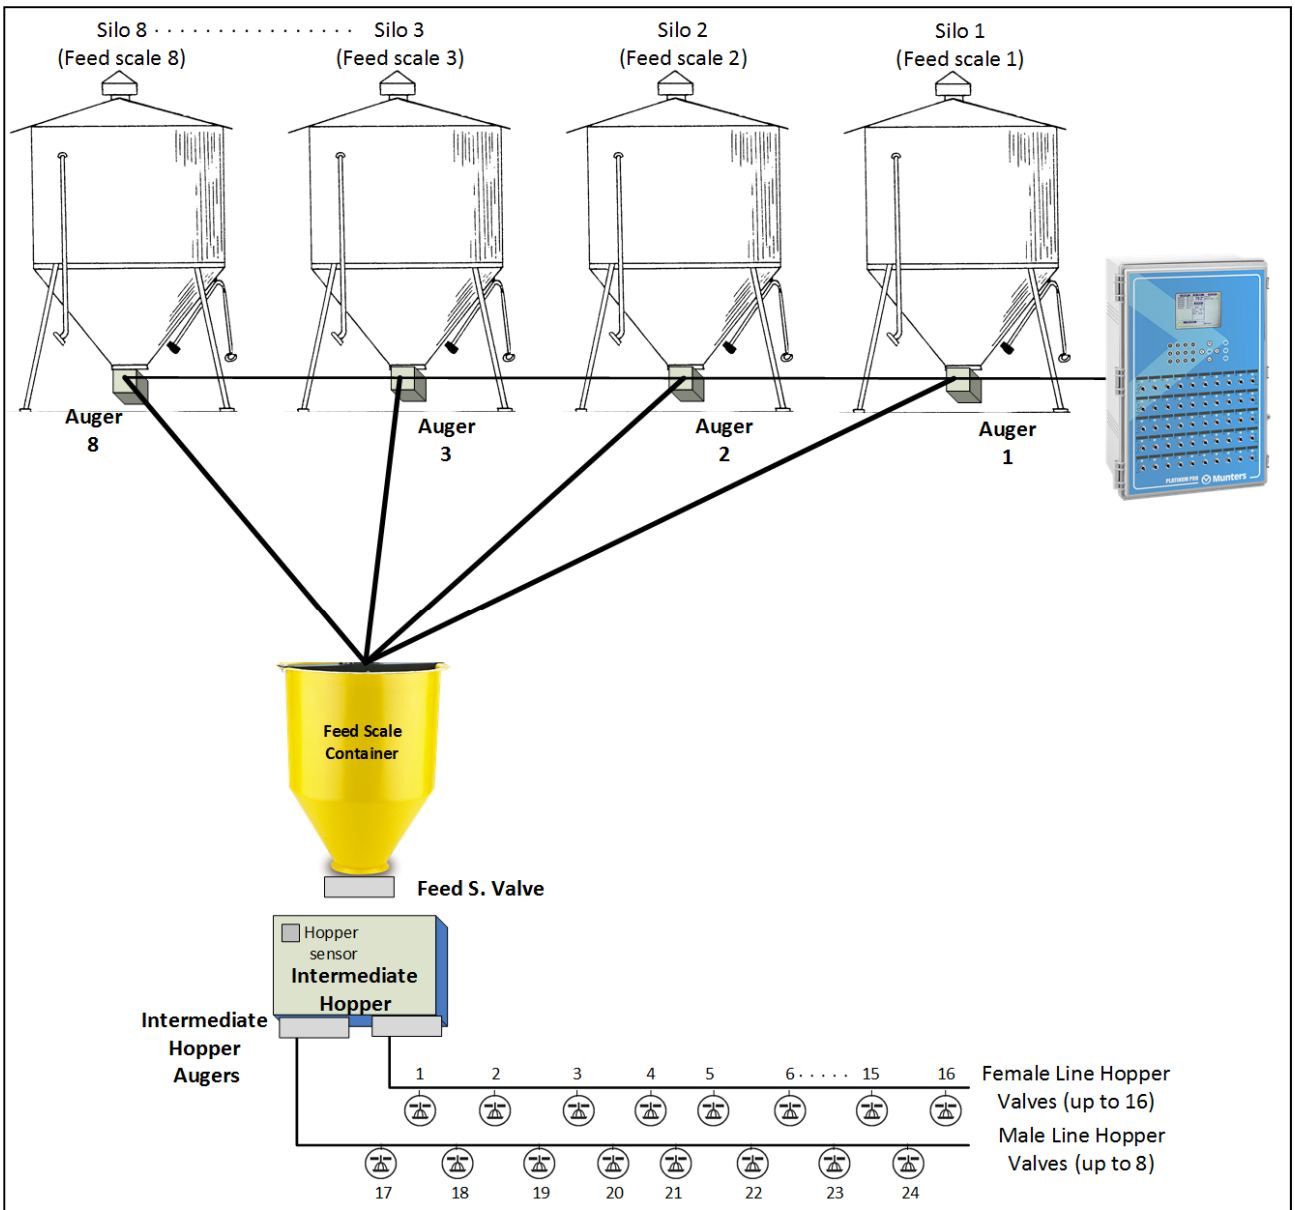 Silo 8 . . . . . . . . . . . . . . . . Silo 3
Silo 2
Silo 1
(Feed scale 8)
(Feed scale 3)
(Feed scale 2)
(Feed scale 1)
Auger
8
Auger
3
Auger
2
Auger
1
PLATINUM PRO Munters
Feed Scale
Container
Feed S. Valve
Hopper
sensor
Intermediate
Hopper
Intermediate
Hopper
Augers
1 2 3 4 5 6 . . . . . 15 16
Female Line Hopper
Valves (up to 16)
Male Line Hopper
Valves (up to 8)
17 18 19 20 21 22 23 24